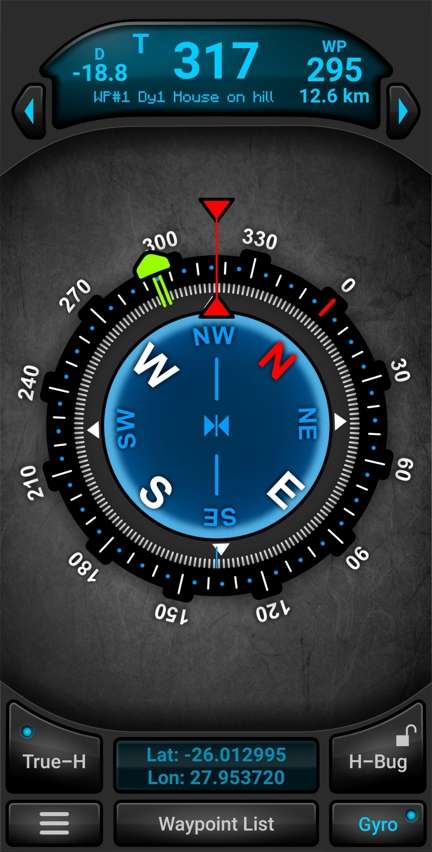 D T 317 WP
-18.8 295
WP#1 Dy1 House on hill 12.6 km
300 330
270 0
240 30
210 60
180 90
150 120
NW
W N
SW NE
S E
SE
True-H Lat: -26.012995 H-Bug
Lon: 27.953720
Waypoint List Gyro